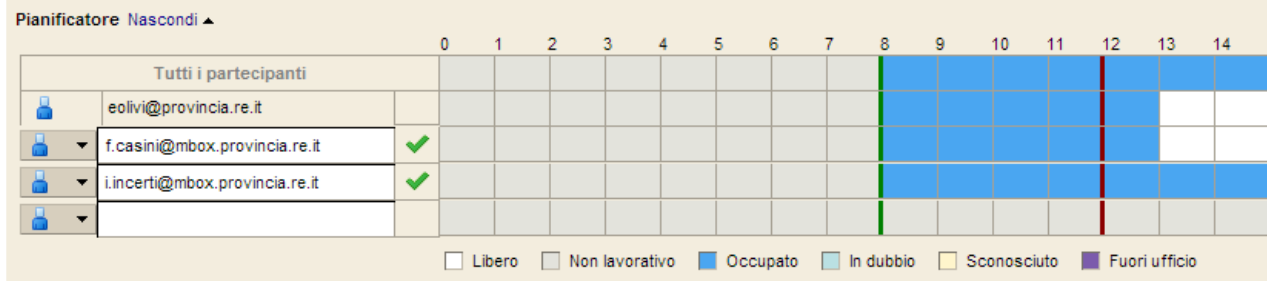 Pianificatore Nascondi
0 1 2 3 4 5 6 7 8 9 10 11 12 13 14
Tutti i partecipanti
eolivi@provincia.re.it
f.casini@mbox.provincia.re.it
i.incerti@mbox.provincia.re.it
Libero Non lavorativo Occupato In dubbio Sconosciuto Fuori ufficio